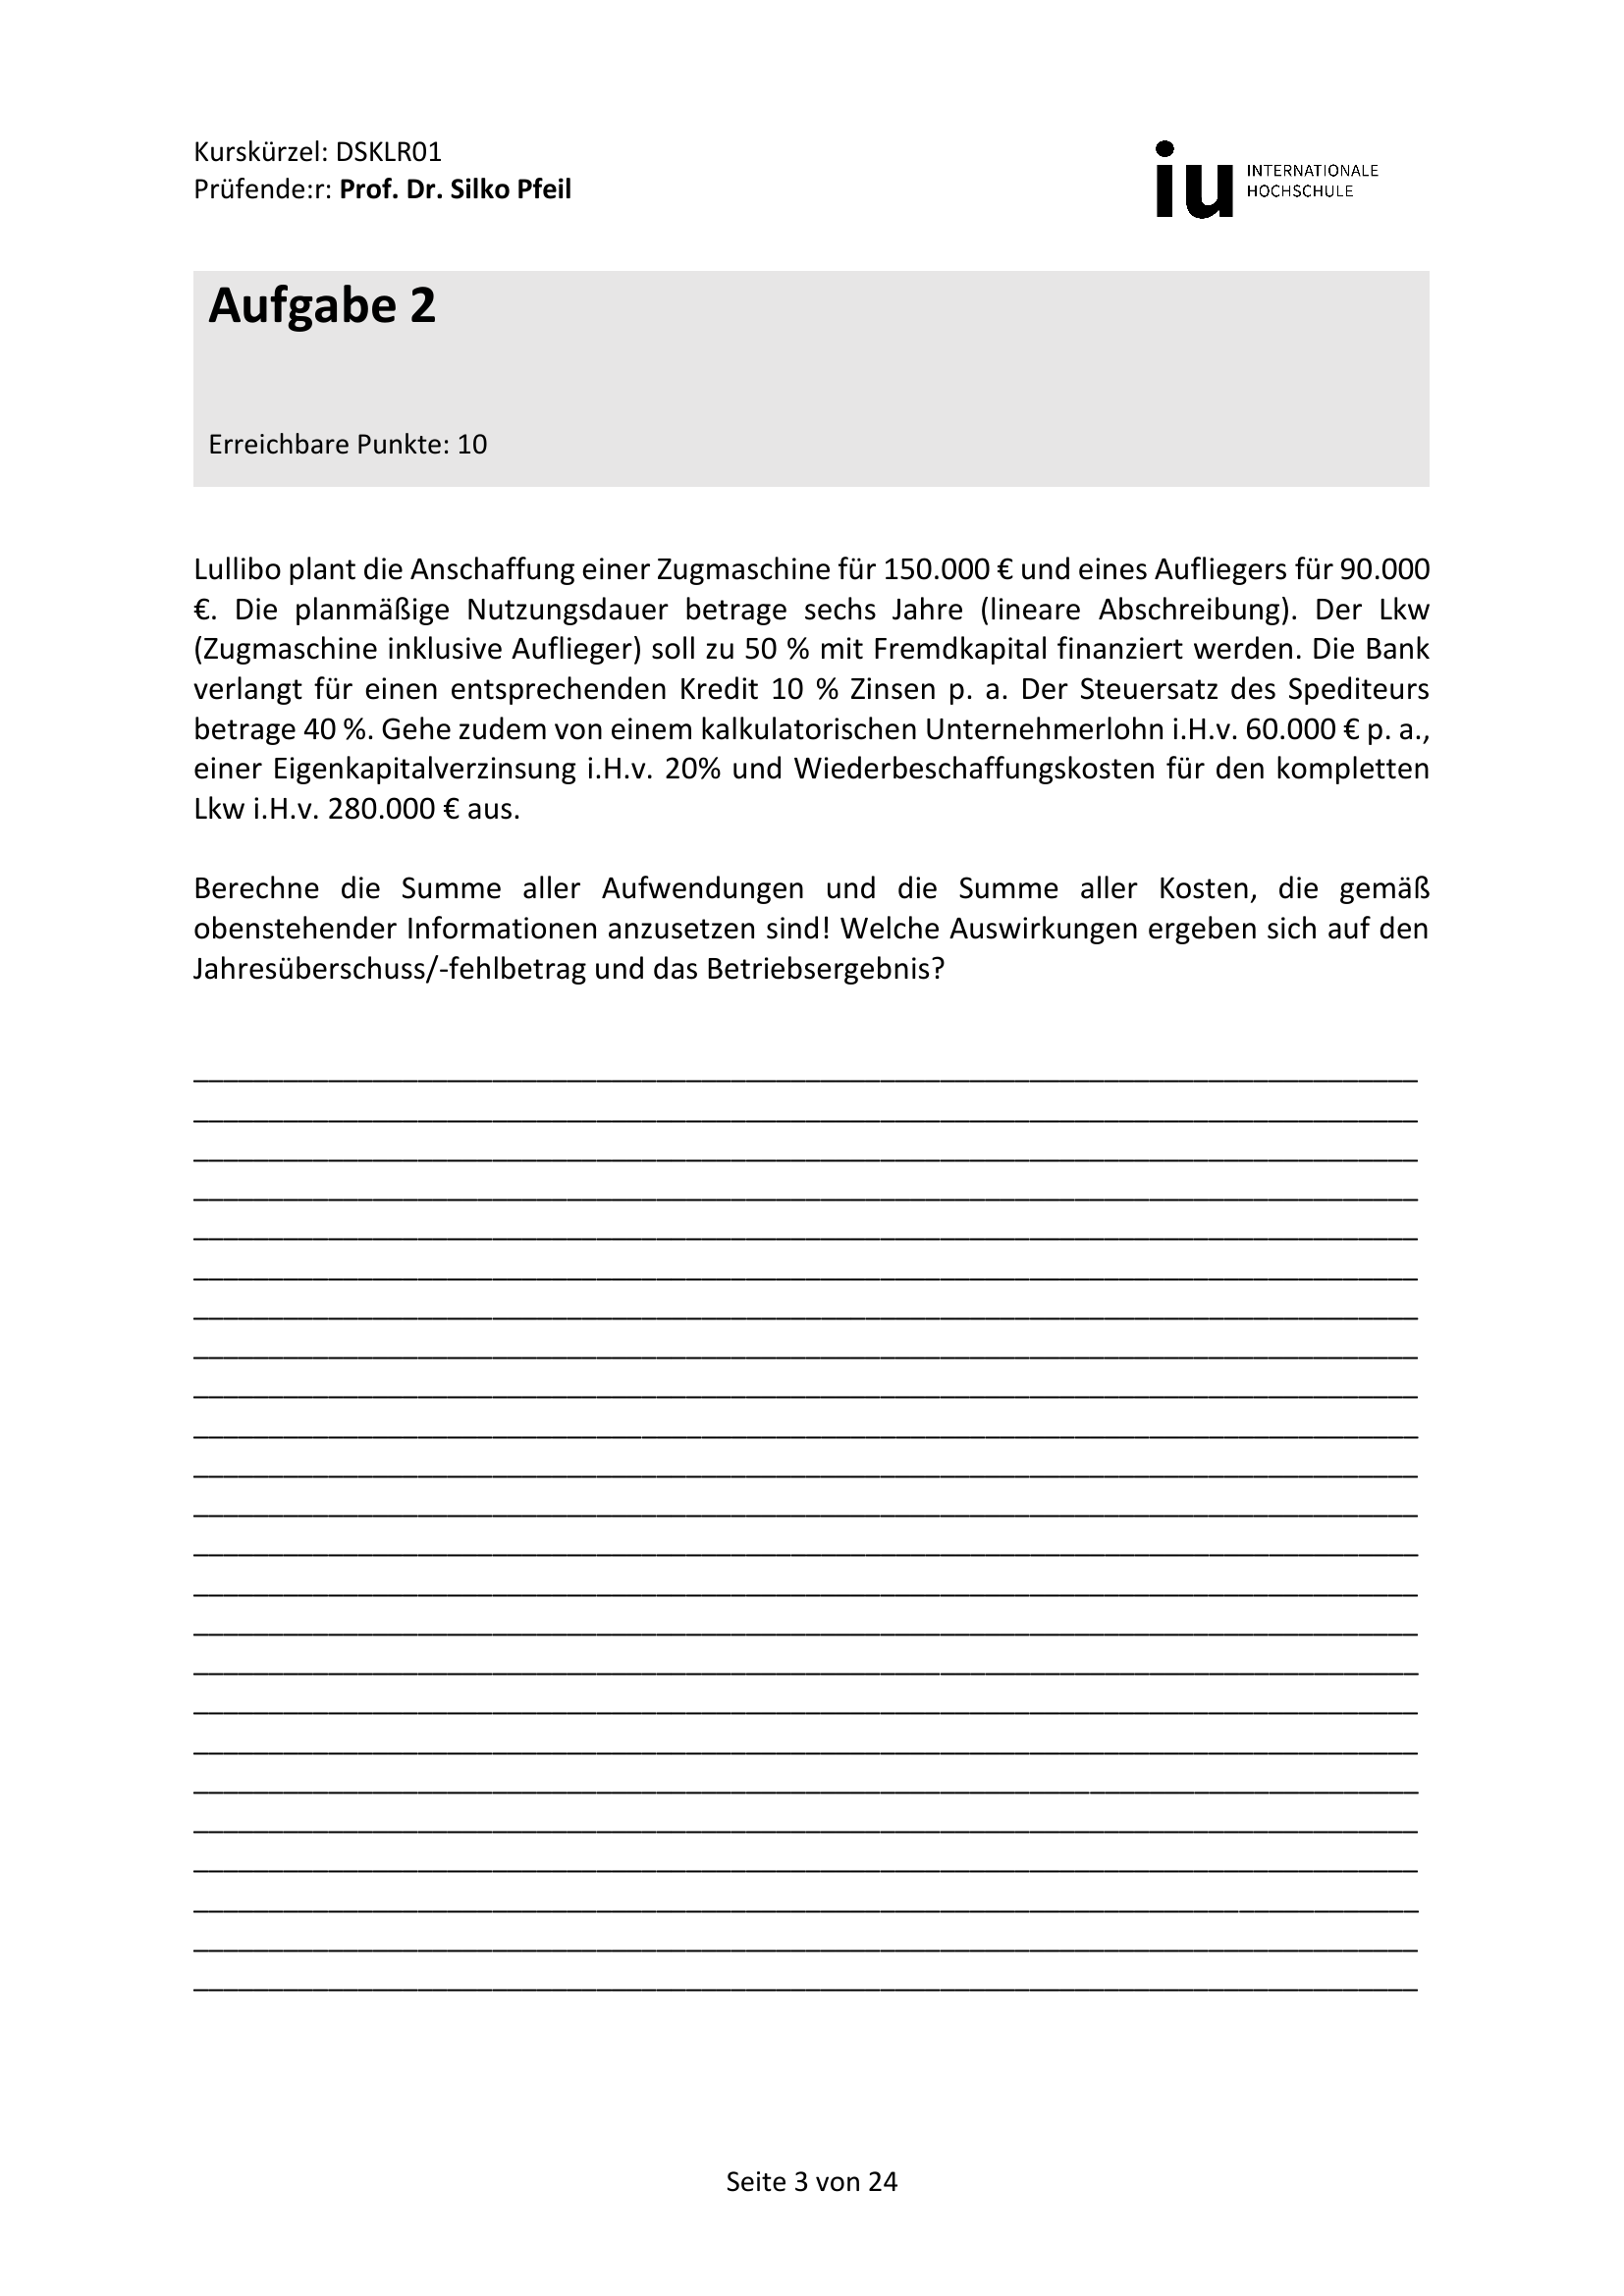 Kurskürzel: DSKLR01
Prüfende:r: Prof. Dr. Silko Pfeil
iu INTERNATIONALE
HOCHSCHULE
Aufgabe 2
Erreichbare Punkte: 10
Lullibo plant die Anschaffung einer Zugmaschine für 150.000 € und eines Aufliegers für 90.000
€. Die planmäßige Nutzungsdauer betrage sechs Jahre (lineare Abschreibung). Der Lkw
(Zugmaschine inklusive Auflieger) soll zu 50 % mit Fremdkapital finanziert werden. Die Bank
verlangt für einen entsprechenden Kredit 10 % Zinsen p. a. Der Steuersatz des Spediteurs
betrage 40 %. Gehe zudem von einem kalkulatorischen Unternehmerlohn i.H.v. 60.000 € p. a.,
einer Eigenkapitalverzinsung i.H.v. 20% und Wiederbeschaffungskosten für den kompletten
Lkw i.H.v. 280.000 € aus.
Berechne die Summe aller Aufwendungen und die Summe aller Kosten, die gemäß
obenstehender Informationen anzusetzen sind! Welche Auswirkungen ergeben sich auf den
Jahresüberschuss/-fehlbetrag und das Betriebsergebnis?
Seite 3 von 24